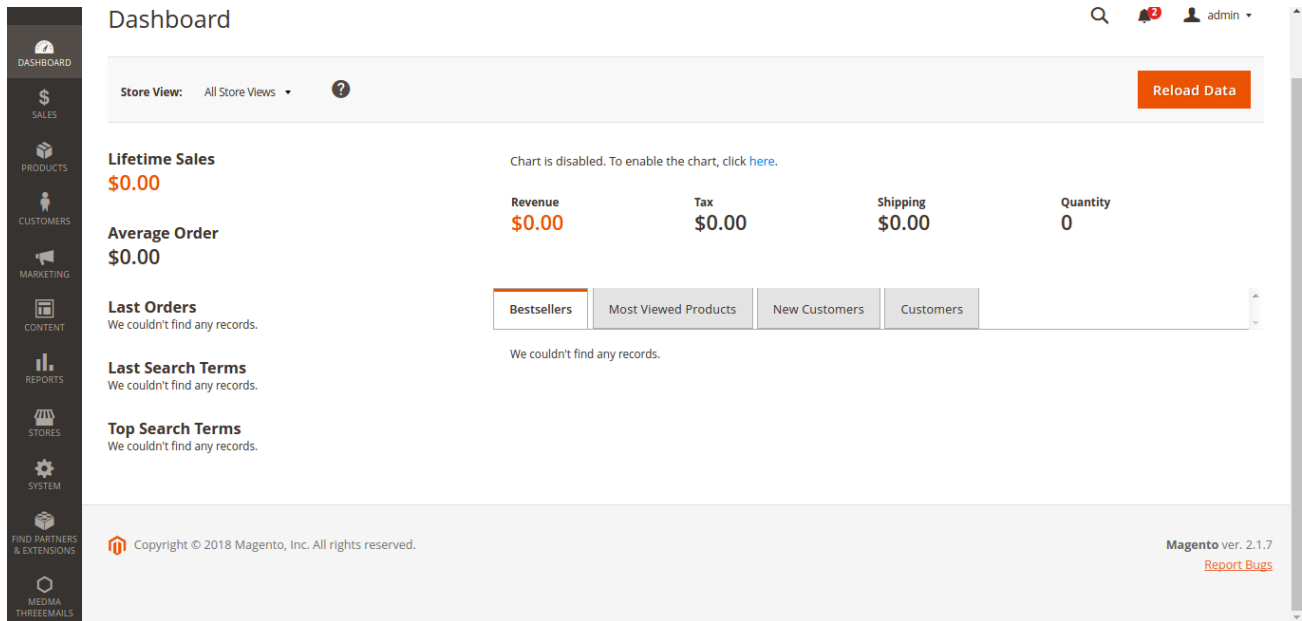 Dashboard
2
admin
DASHBOARD
SALES
PRODUCTS
CUSTOMERS
MARKETING
CONTENT
REPORTS
STORES
SYSTEM
FIND PARTNERS
& EXTENSIONS
MEDMA
THREEEMAILS
Store View: All Store Views ?
Reload Data
Lifetime Sales
$0.00
Average Order
$0.00
Last Orders
We couldn't find any records.
Last Search Terms
We couldn't find any records.
Top Search Terms
We couldn't find any records.
Chart is disabled. To enable the chart, click here.
Revenue Tax Shipping Quantity
$0.00 $0.00 $0.00 0
Bestsellers Most Viewed Products New Customers Customers
We couldn't find any records.
Copyright © 2018 Magento, Inc. All rights reserved.
Magento ver. 2.1.7
Report Bugs